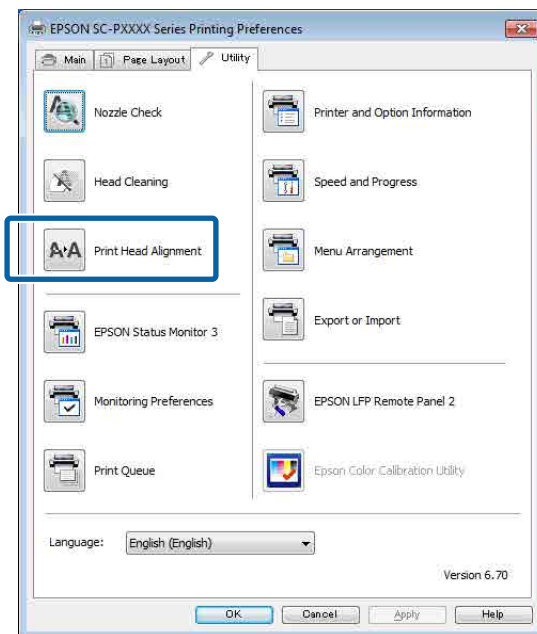 EPSON SC-PXXXX Series Printing Preferences
Main Page Layout Utility
Nozzle Check
Head Cleaning
A A Print Head Alignment
EPSON Status Monitor 3
Monitoring Preferences
Print Queue
Printer and Option Information
Speed and Progress
Menu Arrangement
Export or Import
EPSON LFP Remote Panel 2
Epson Color Calibration Utility
Language: English (English)
Version 6.70
OK Cancel Apply Help